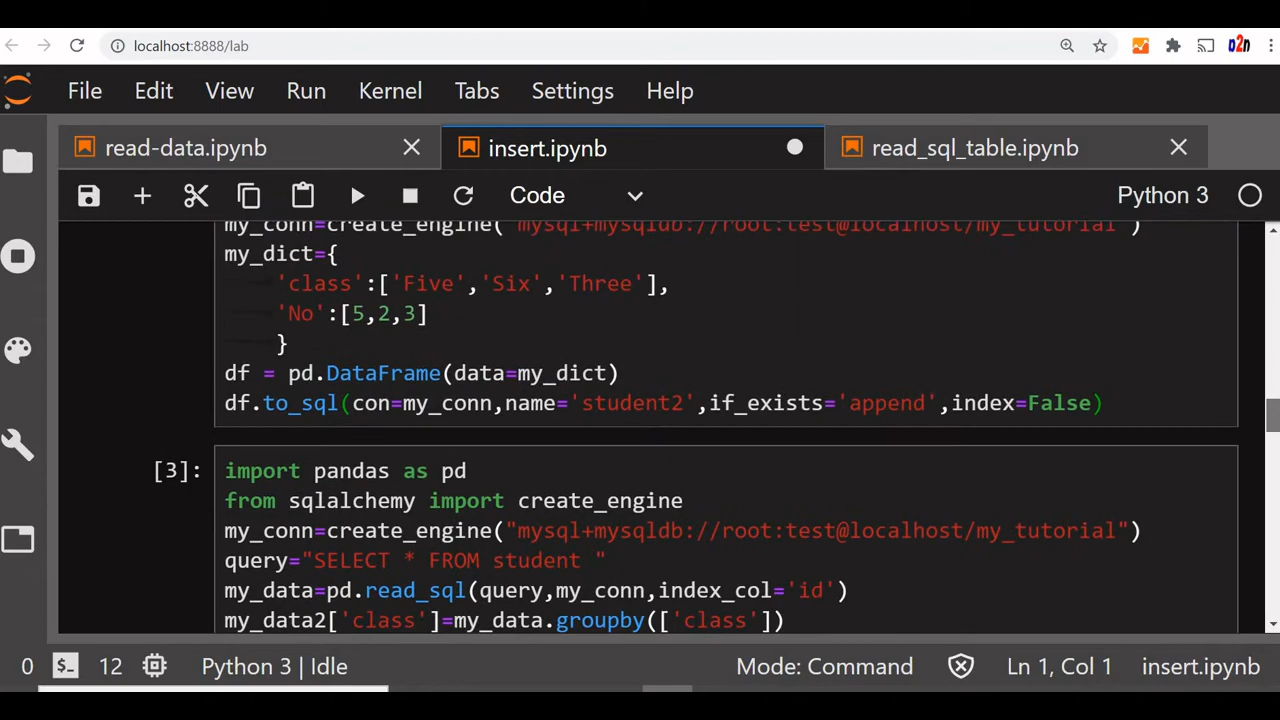 localhost:8888/lab
File Edit View Run Kernel Tabs Settings Help
read-data.ipynb insert.ipynb read_sql_table.ipynb
Code Python 3
my_conn=create_engine("mysql+mysqldb://root:test@localhost/my_tutorial")
my_dict={
'class':['Five','Six','Three'],
'No':[5,2,3]
}
df = pd.DataFrame(data=my_dict)
df.to_sql(con=my_conn,name='student2',if_exists='append',index=False)
[3]: import pandas as pd
from sqlalchemy import create_engine
my_conn=create_engine("mysql+mysqldb://root:test@localhost/my_tutorial")
query="SELECT * FROM student "
my_data=pd.read_sql(query,my_conn,index_col='id')
my_data2['class']=my_data.groupby(['class'])
0 $_ 12 Python 3 | Idle Mode: Command Ln 1, Col 1 insert.ipynb